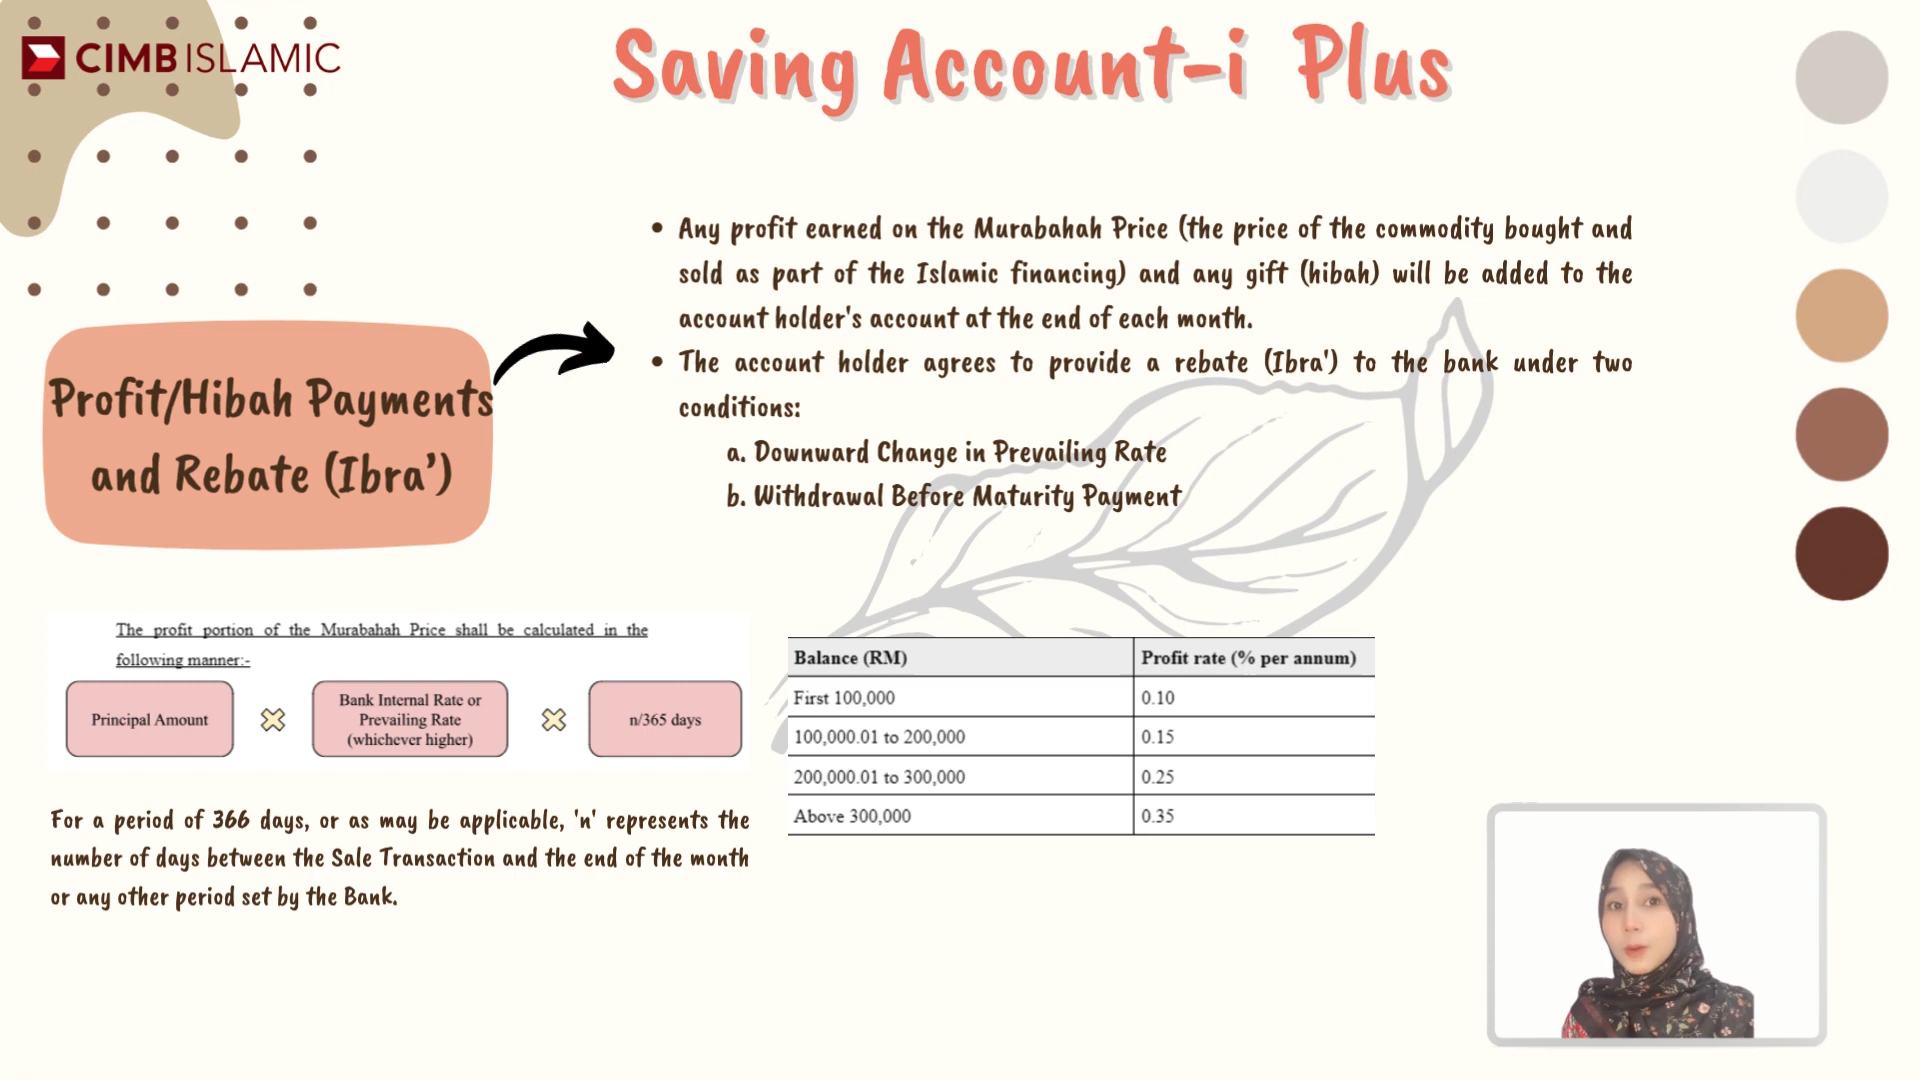 CIMB ISLAMIC
Saving Account-i Plus
• Any profit earned on the Murabahah Price (the price of the commodity bought and
sold as part of the Islamic financing) and any gift (hibah) will be added to the
account holder's account at the end of each month.
• The account holder agrees to provide a rebate (Ibra') to the bank under two
conditions:
a. Downward Change in Prevailing Rate
b. Withdrawal Before Maturity Payment
Profit/Hibah Payments
and Rebate (Ibra’)
The profit portion of the Murabahah Price shall be calculated in the
following manner:-
Principal Amount
Bank Internal Rate or
Prevailing Rate
(whichever higher)
n/365 days
For a period of 366 days, or as may be applicable, 'n' represents the
number of days between the Sale Transaction and the end of the month
or any other period set by the Bank.
Balance (RM) Profit rate (% per annum)
First 100,000 0.10
100,000.01 to 200,000 0.15
200,000.01 to 300,000 0.25
Above 300,000 0.35